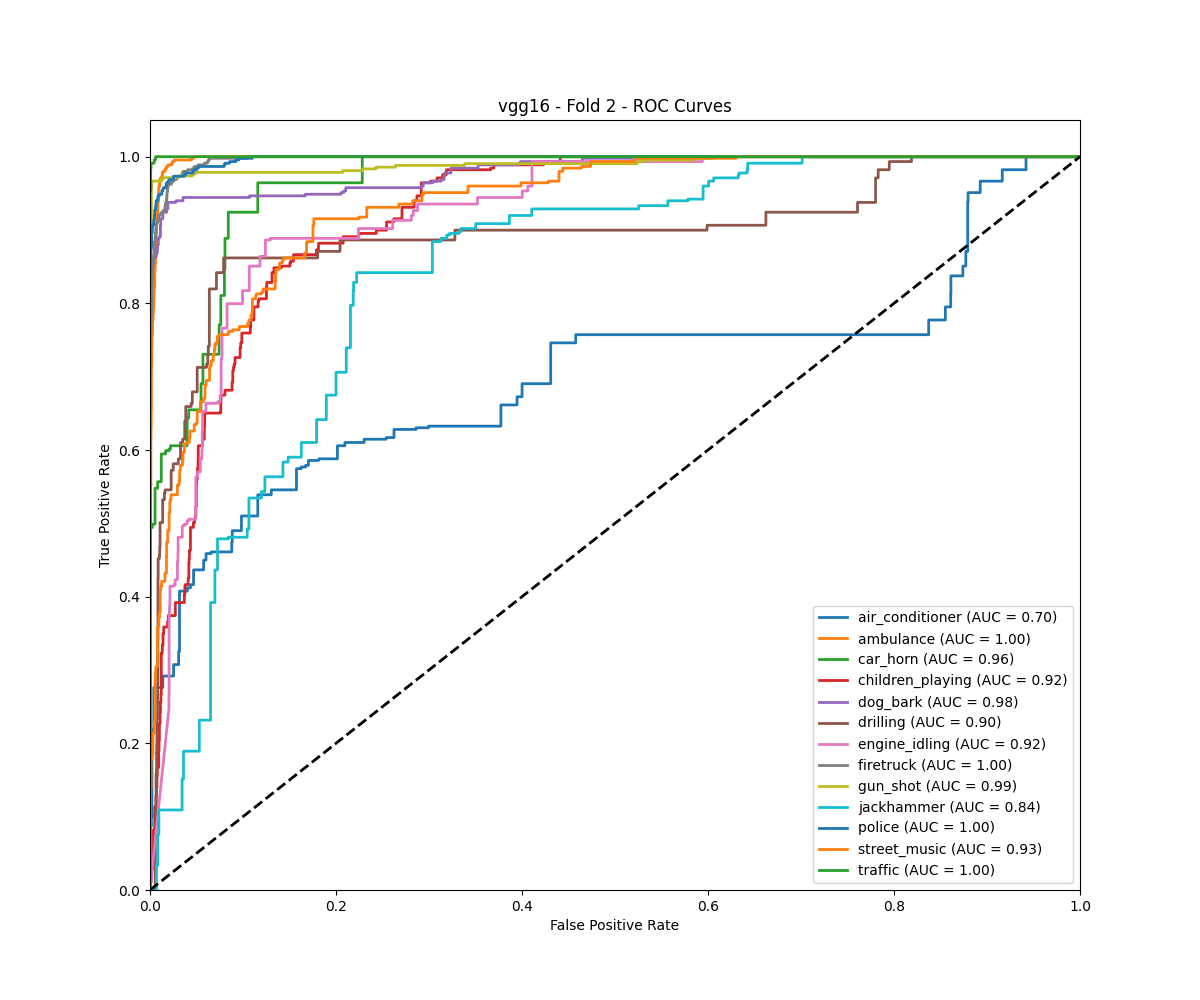 vgg16 - Fold 2 - ROC Curves
1.0
0.8
0.6
0.4
0.2
0.0
True Positive Rate
air_conditioner (AUC = 0.70)
ambulance (AUC = 1.00)
car_horn (AUC = 0.96)
children_playing (AUC = 0.92)
dog_bark (AUC = 0.98)
drilling (AUC = 0.90)
engine_idling (AUC = 0.92)
firetruck (AUC = 1.00)
gun_shot (AUC = 0.99)
jackhammer (AUC = 0.84)
police (AUC = 1.00)
street_music (AUC = 0.93)
traffic (AUC = 1.00)
0.0 0.2 0.4 0.6 0.8 1.0
False Positive Rate